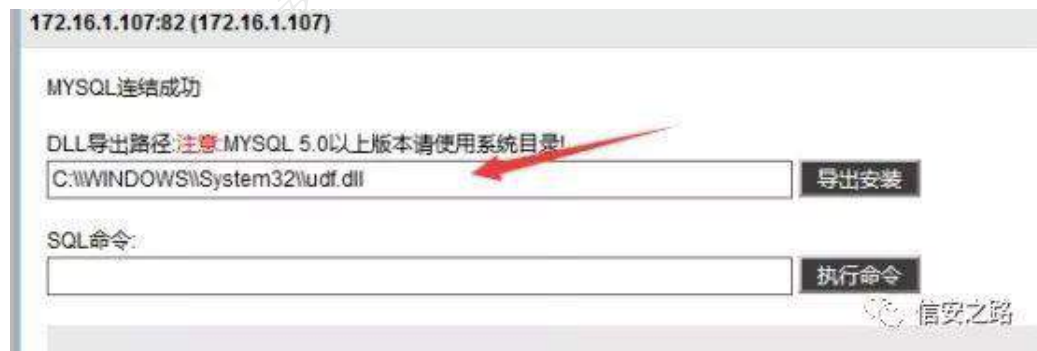 172.16.1.107:82 (172.16.1.107)
MYSQL连结成功
DLL导出路径:注意:MYSQL 5.0以上版本请使用系统目录!
C:\\WINDOWS\\System32\\udf.dll
导出安装
SQL命令:
执行命令
信安之路